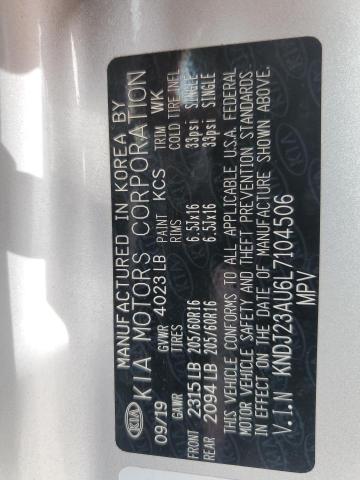 MANUFACTURED IN KOREA BY
KIA KIA MOTORS CORPORATION
09/19 GVWR 4023 LB PAINT KCS TRIM WK
GAWR TIRES RIMS COLD TIRE INFL
FRONT 2315 LB 205/60R16 6.5Jx16 33psi SINGLE
REAR 2094 LB 205/60R16 6.5Jx16 33psi SINGLE
THIS VEHICLE CONFORMS TO ALL APPLICABLE U.S.A. FEDERAL
MOTOR VEHICLE SAFETY AND THEFT PREVENTION STANDARDS
IN EFFECT ON THE DATE OF MANUFACTURE SHOWN ABOVE.
V.I.N KNDJ23AU6L7104506
MPV